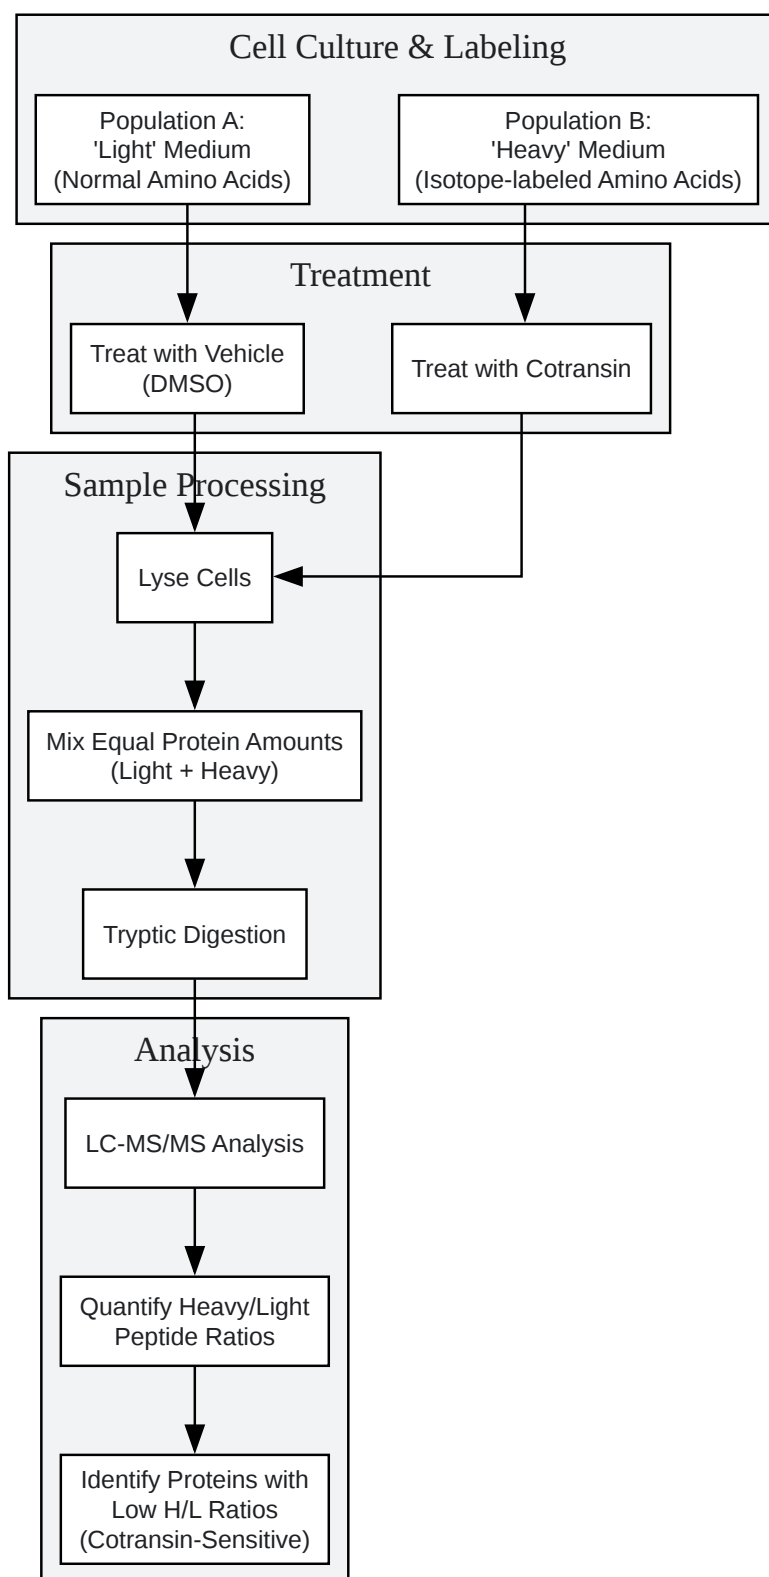 Cell Culture & Labeling
Population A:
'Light' Medium
(Normal Amino Acids)
Population B:
'Heavy' Medium
(Isotope-labeled Amino Acids)
Treatment
Treat with Vehicle
(DMSO)
Treat with Cotransin
Sample Processing
Lyse Cells
Mix Equal Protein Amounts
(Light + Heavy)
Tryptic Digestion
Analysis
LC-MS/MS Analysis
Quantify Heavy/Light
Peptide Ratios
Identify Proteins with
Low H/L Ratios
(Cotransin-Sensitive)